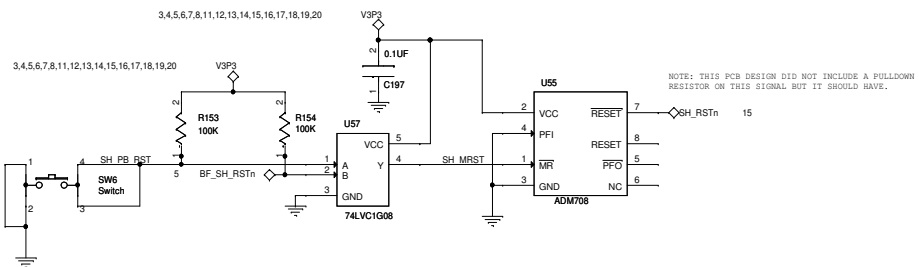 3,4,5,6,7,8,11,12,13,14,15,16,17,18,19,20
V3P3
3,4,5,6,7,8,11,12,13,14,15,16,17,18,19,20
V3P3
2
0.1UF
1
C197
U55
NOTE: THIS PCB DESIGN DID NOT INCLUDE A PULLDOWN
RESISTOR ON THIS SIGNAL BUT IT SHOULD HAVE.
2
R153
100K
1
2
R154
100K
1
U57
VCC
5
A
1
B
2
Y
4
GND
3
74LVC1G08
SH_MRST
2
VCC
4
PFI
1
MR
3
GND
RESET
7
SH_RSTn
15
RESET
8
PFO
5
NC
6
ADM708
1
2
4
3
SW6
Switch
SH_PB_RST
5
BF_SH_RSTn